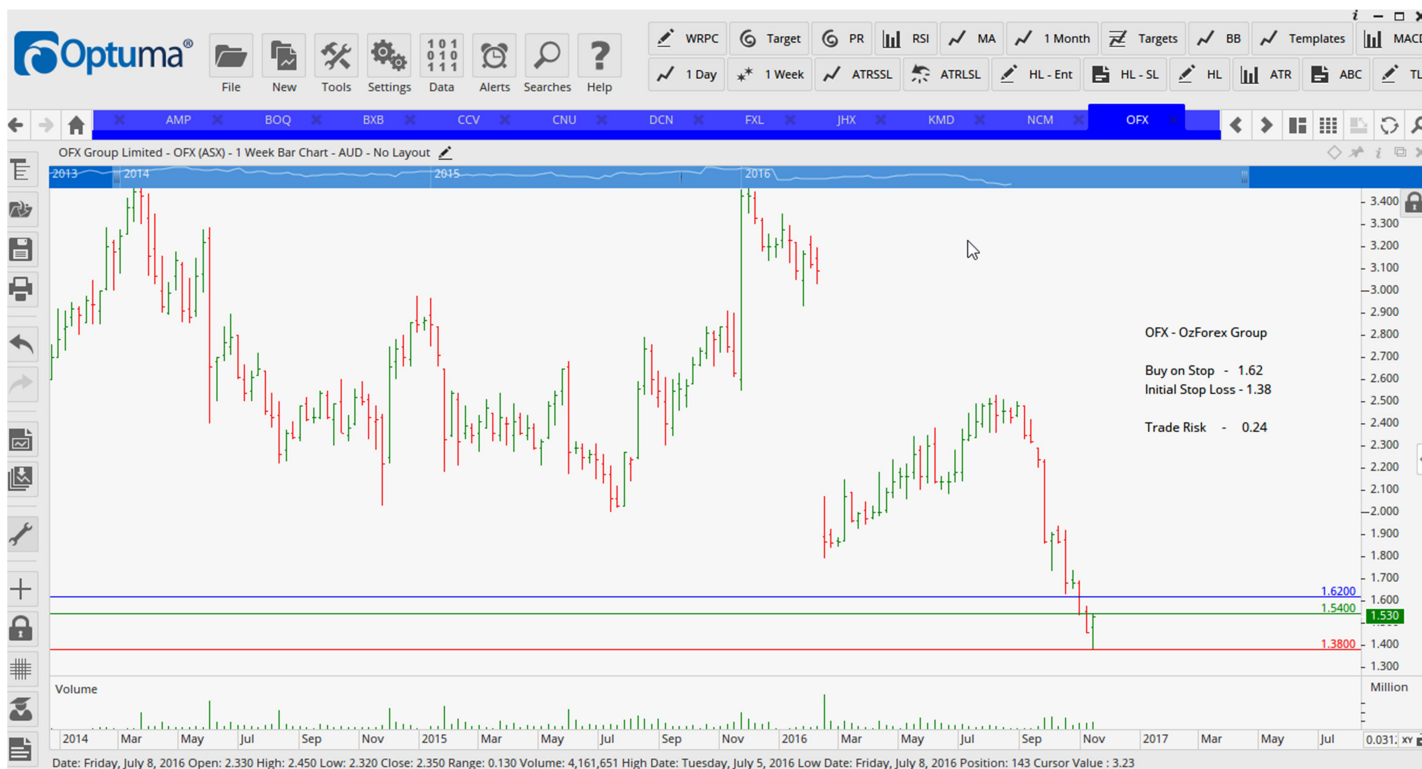 i
Optuma®
File
New
Tools
Settings
101
010
111
Data
Alerts
Searches
Help
WRPC Target PR RSI MA 1 Month Targets BB Templates MACD
1 Day 1 Week ATRSSL ATRLSL HL - Ent HL - SL HL ATR ABC TL
AMP BOQ BXB CCV CNU DCN FXL JHX KMD NCM OFX
OFX Group Limited - OFX (ASX) - 1 Week Bar Chart - AUD - No Layout
2013 2014 2015 2016
3.400
3.300
3.200
3.100
3.000
2.900
2.800
2.700
2.600
2.500
2.400
2.300
2.200
2.100
2.000
1.900
1.800
1.700
1.600
1.530
1.400
1.300
OFX - OzForex Group
Buy on Stop - 1.62
Initial Stop Loss - 1.38
Trade Risk - 0.24
1.6200
1.5400
1.3800
Volume
Million
2014 Mar May Jul Sep Nov 2015 Mar May Jul Sep Nov 2016 Mar May Jul Sep Nov 2017 Mar May Jul
XY
Date: Friday, July 8, 2016 Open: 2.330 High: 2.450 Low: 2.320 Close: 2.350 Range: 0.130 Volume: 4,161,651 High Date: Tuesday, July 5, 2016 Low Date: Friday, July 8, 2016 Position: 143 Cursor Value : 3.23